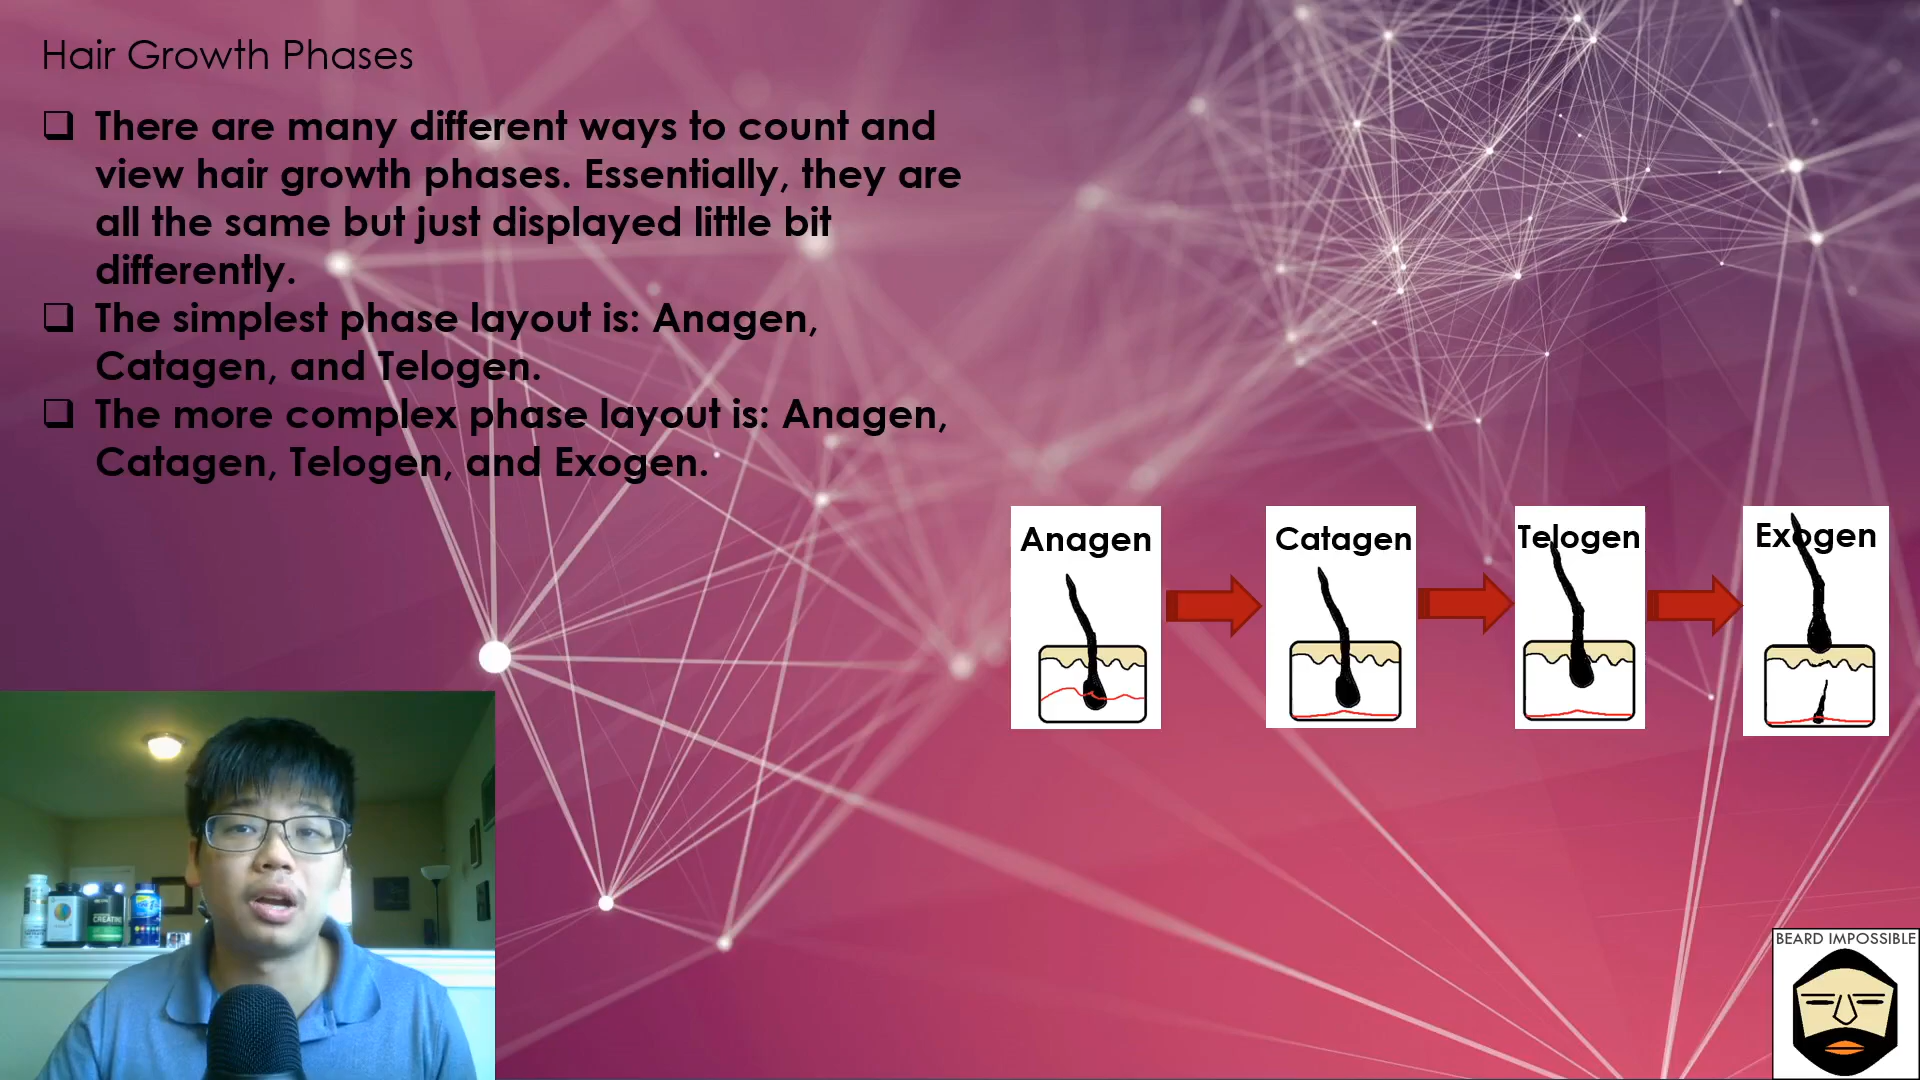 Hair Growth Phases
❑ There are many different ways to count and
view hair growth phases. Essentially, they are
all the same but just displayed little bit
differently.
❑ The simplest phase layout is: Anagen,
Catagen, and Telogen.
❑ The more complex phase layout is: Anagen,
Catagen, Telogen, and Exogen.
Anagen
Catagen
Telogen
Exogen
CREATINE
BEARD IMPOSSIBLE